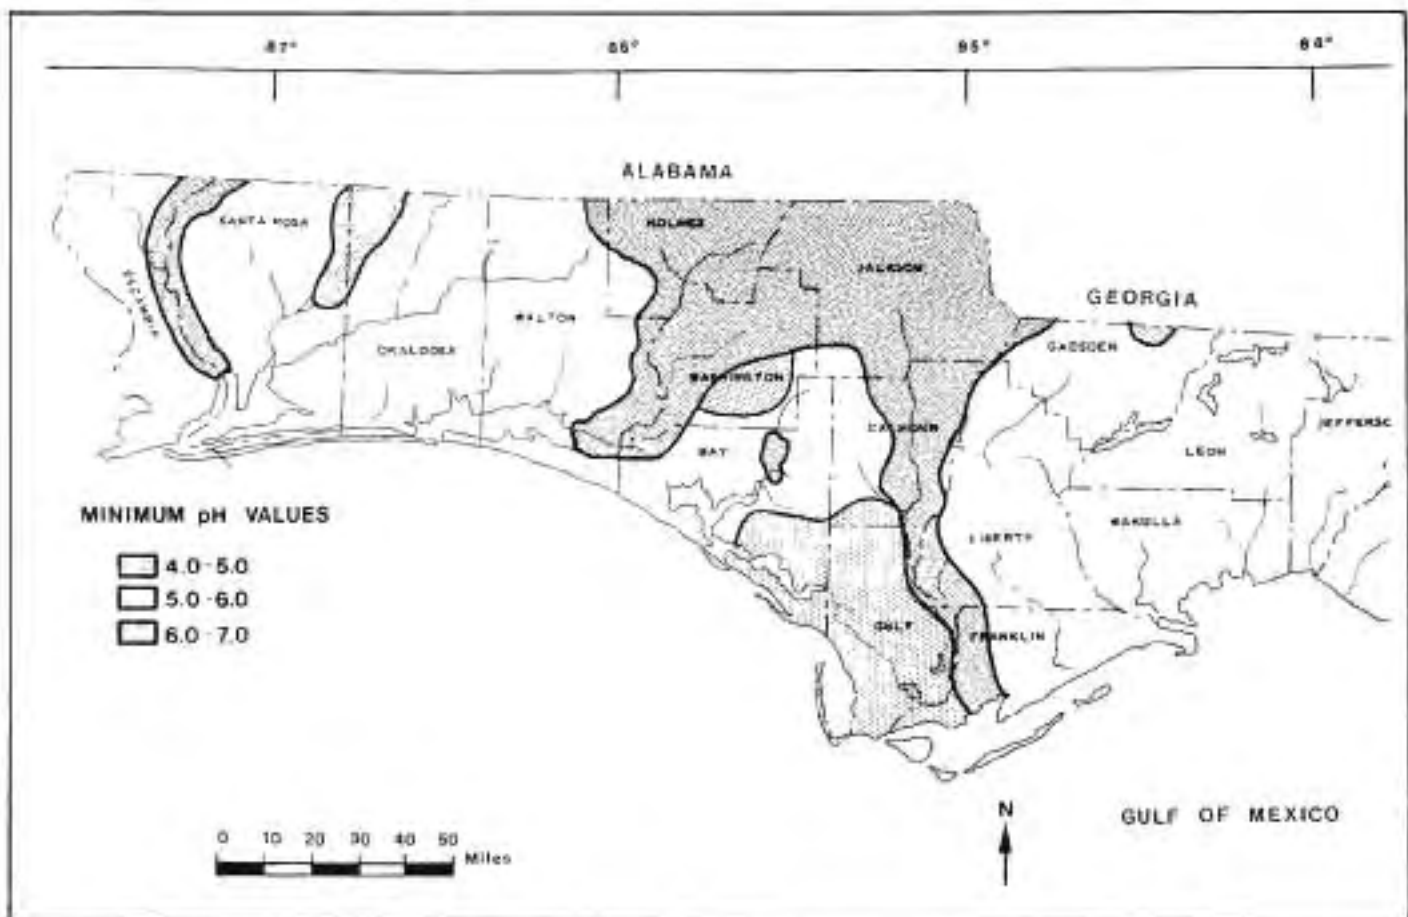 87° 86° 85° 84°
ALABAMA
HOLMES
SANTA ROSA
JACKSON
ESCAMBIA
GEORGIA
WALTON
OKALOOSA
GADSDEN
WASHINGTON
CALHOUN
JEFFERSO
BAY
LEON
MINIMUM pH VALUES
WAKULLA
LIBERTY
4.0-5.0
5.0-6.0
6.0-7.0
GULF
FRANKLIN
N
GULF OF MEXICO
0 10 20 30 40 50
Miles